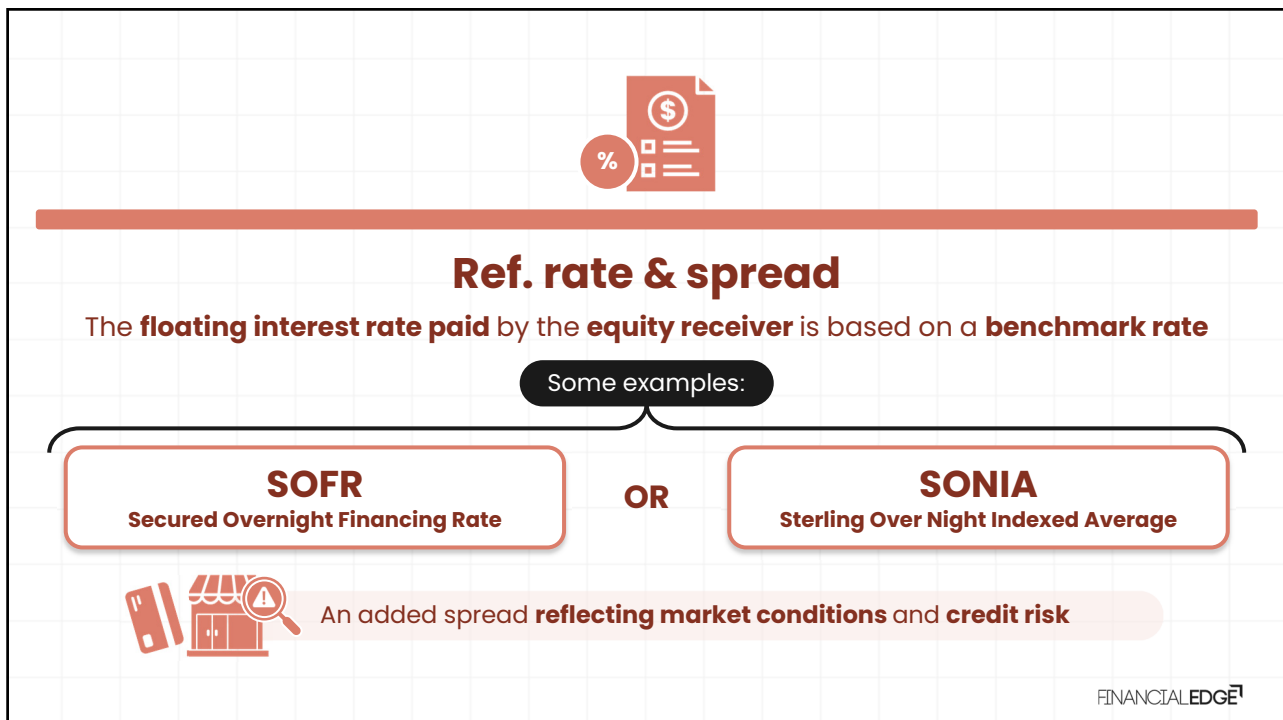 $
%
Ref. rate & spread
The floating interest rate paid by the equity receiver is based on a benchmark rate
Some examples:
SOFR
Secured Overnight Financing Rate
OR
SONIA
Sterling Over Night Indexed Average
An added spread reflecting market conditions and credit risk
FINANCIALEDGE